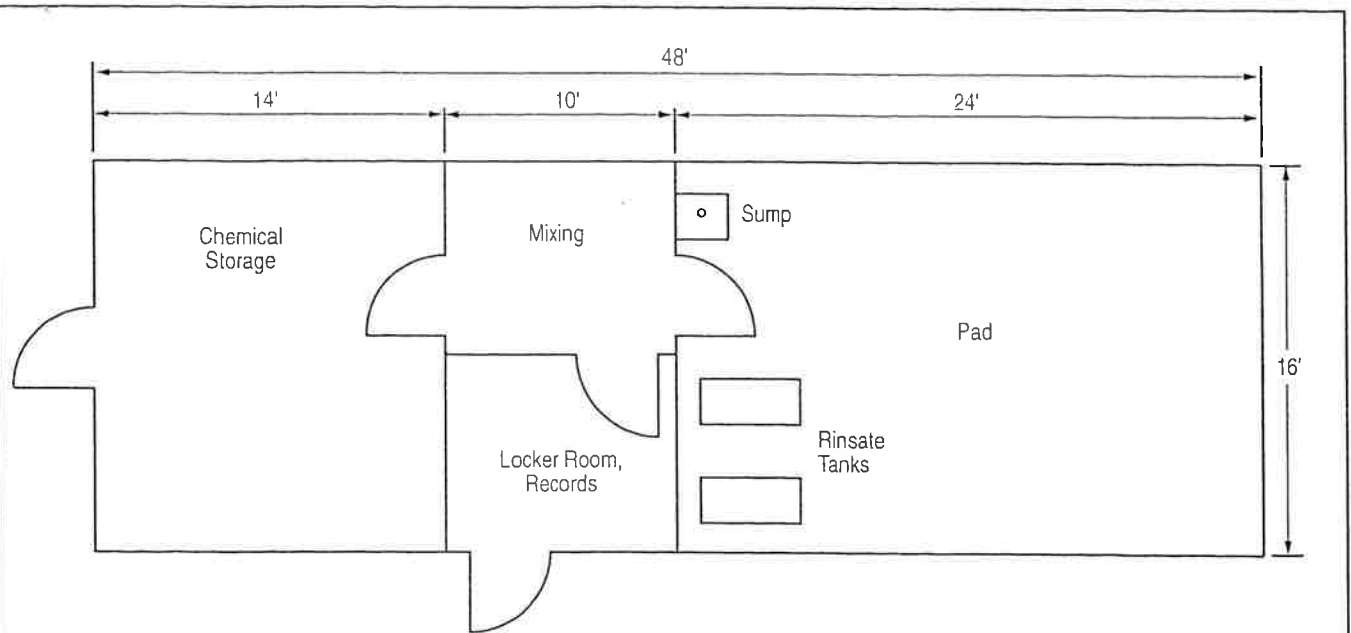 48'
14'
10'
24'
Chemical
Storage
Mixing
Sump
Pad
16'
Locker Room,
Records
Rinsate
Tanks